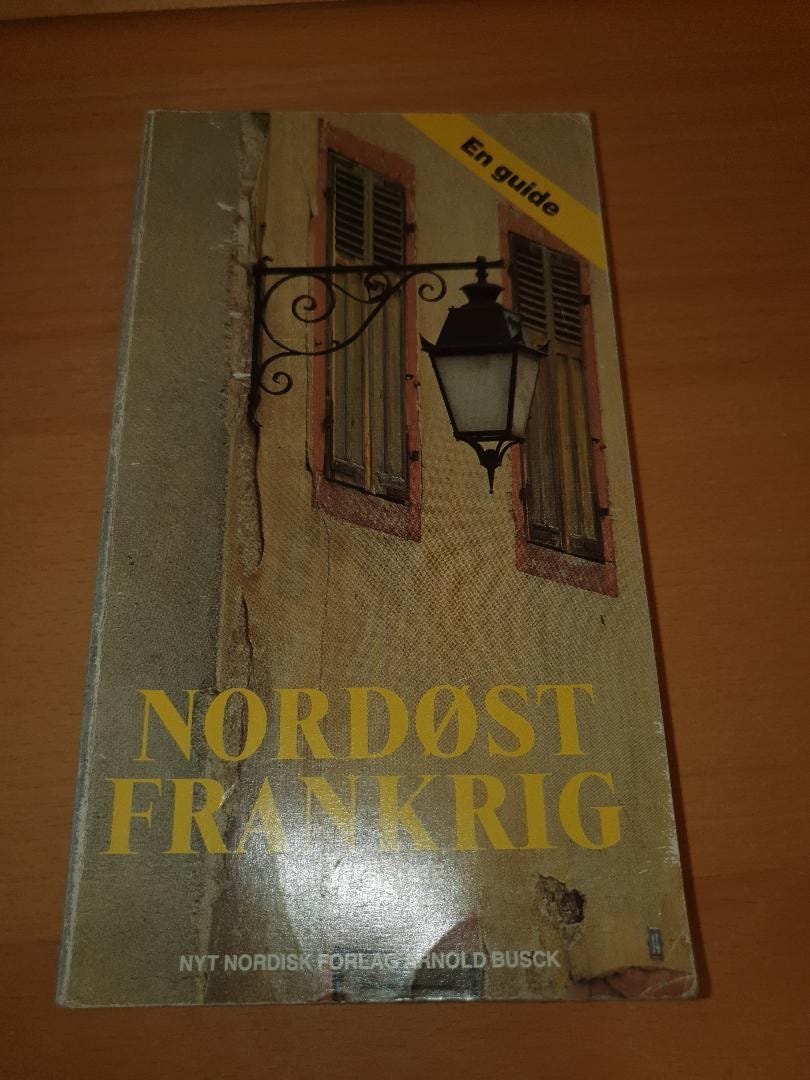 En guide
NORDØST
FRANKRIG
NYT NORDISK FORLAG ARNOLD BUSCK